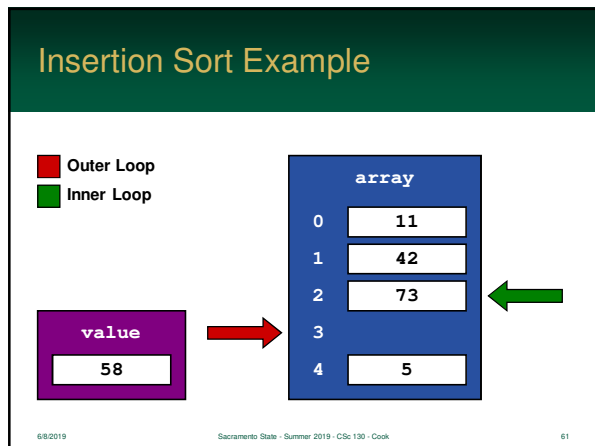 Insertion Sort Example
Outer Loop
Inner Loop
array
0 11
1 42
2 73
3
4 5
value
58
6/8/2019 Sacramento State - Summer 2019 - CSc 130 - Cook 61